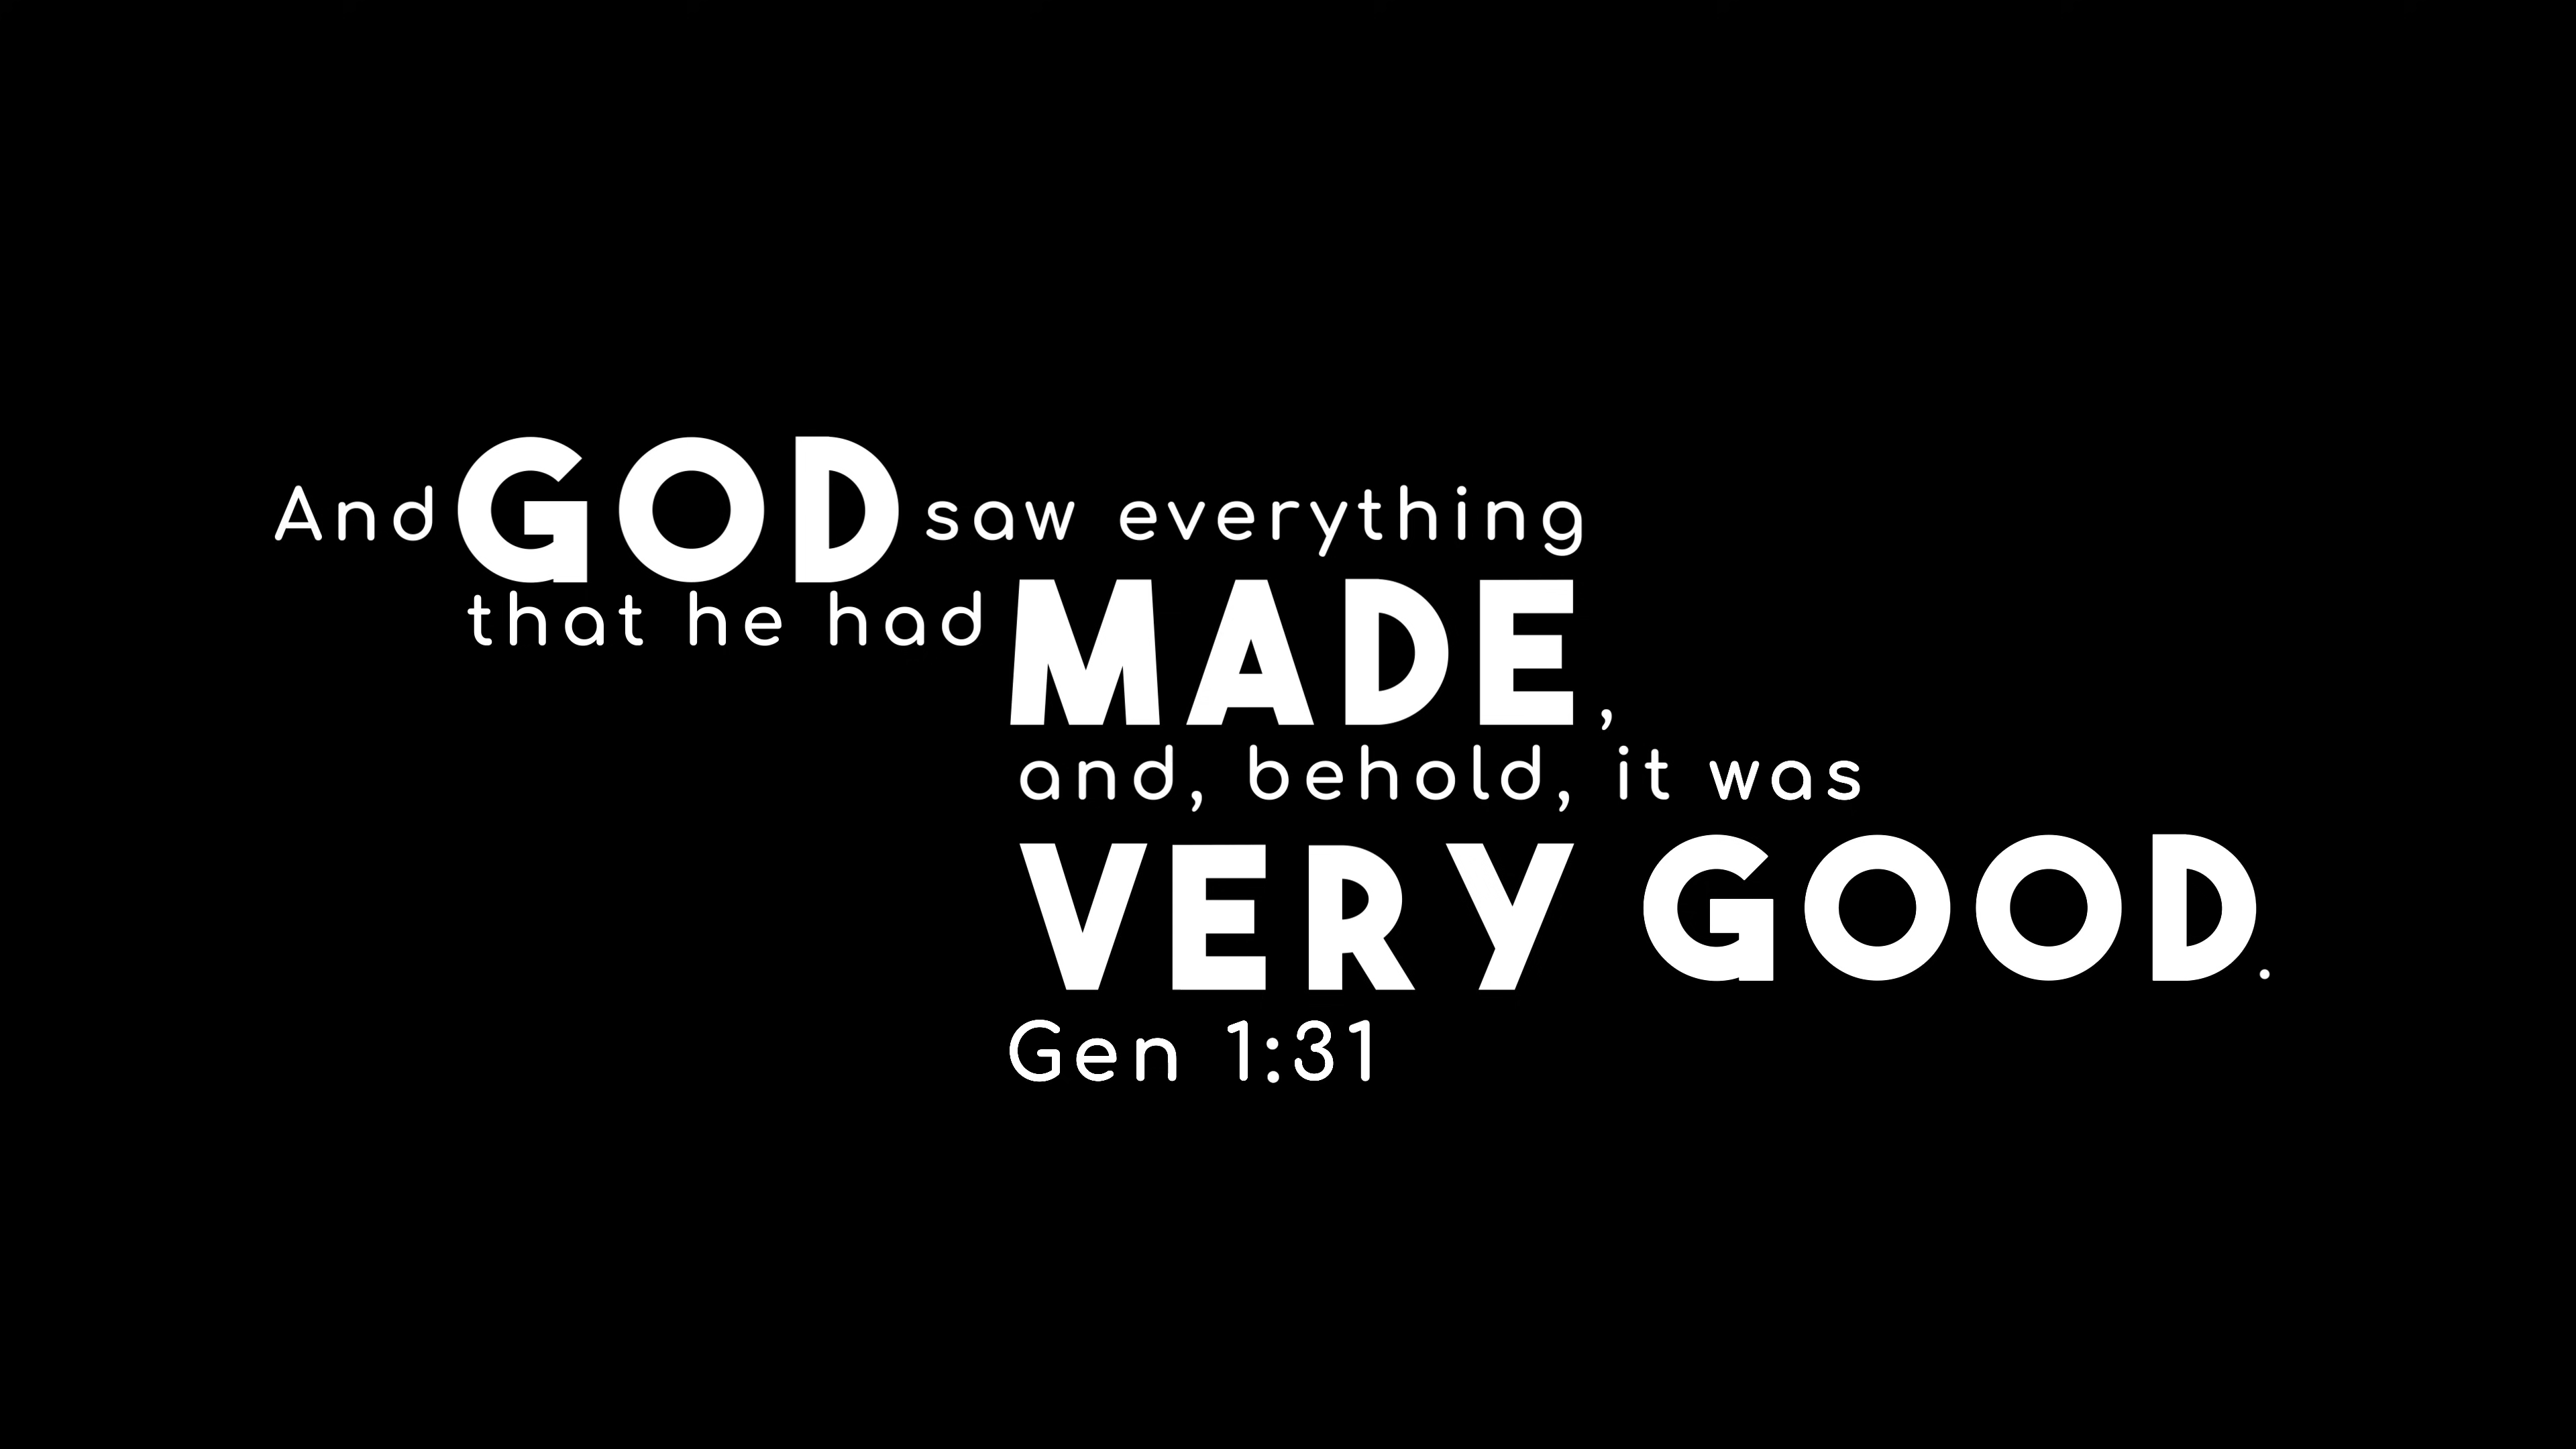 And GOD saw everything
that he had MADE,
and, behold, it was
VERY GOOD.
Gen 1:31